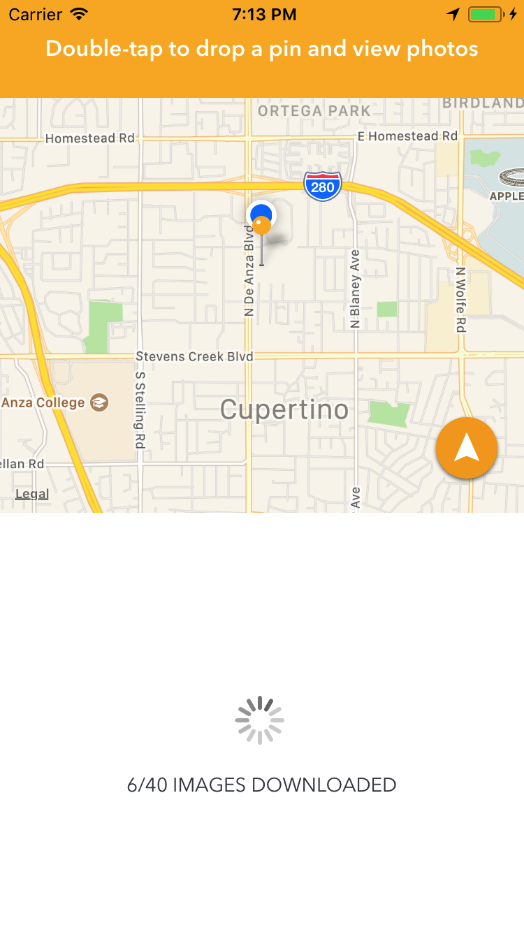 Carrier 7:13 PM
Double-tap to drop a pin and view photos
ORTEGA PARK
BIRDLAND
Homestead Rd
E Homestead Rd
280
APPLE
N De Anza Blvd
N Blaney Ave
N Wolfe Rd
Stevens Creek Blvd
S Stelling Rd
Anza College
Cupertino
ellan Rd
Legal
Ave
6/40 IMAGES DOWNLOADED